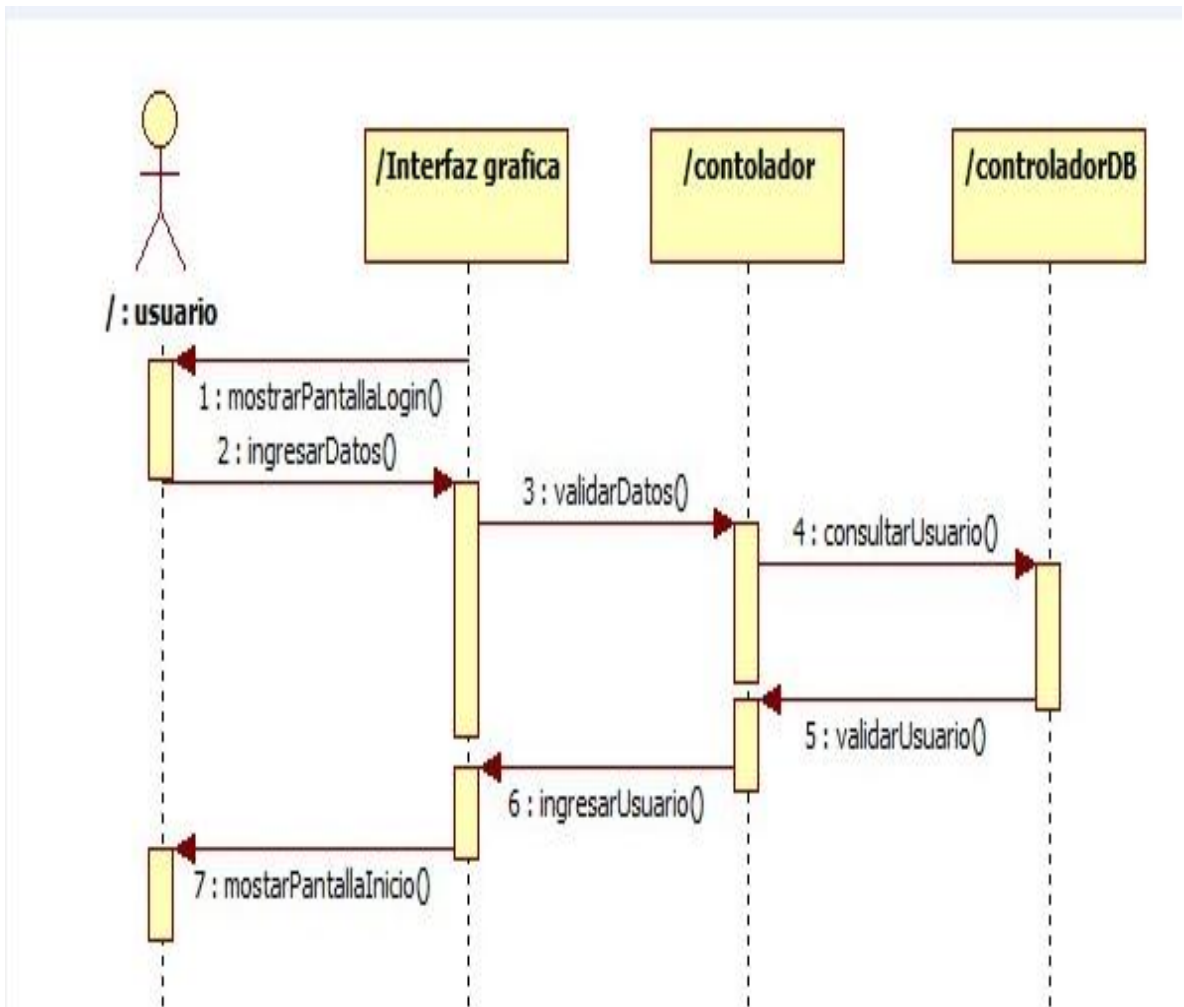 /Interfaz grafica
/contolador
/controladorDB
/ : usuario
1 : mostrarPantallaLogin()
2 : ingresarDatos()
3 : validarDatos()
4 : consultarUsuario()
5 : validarUsuario()
6 : ingresarUsuario()
7 : mostarPantallaInicio()